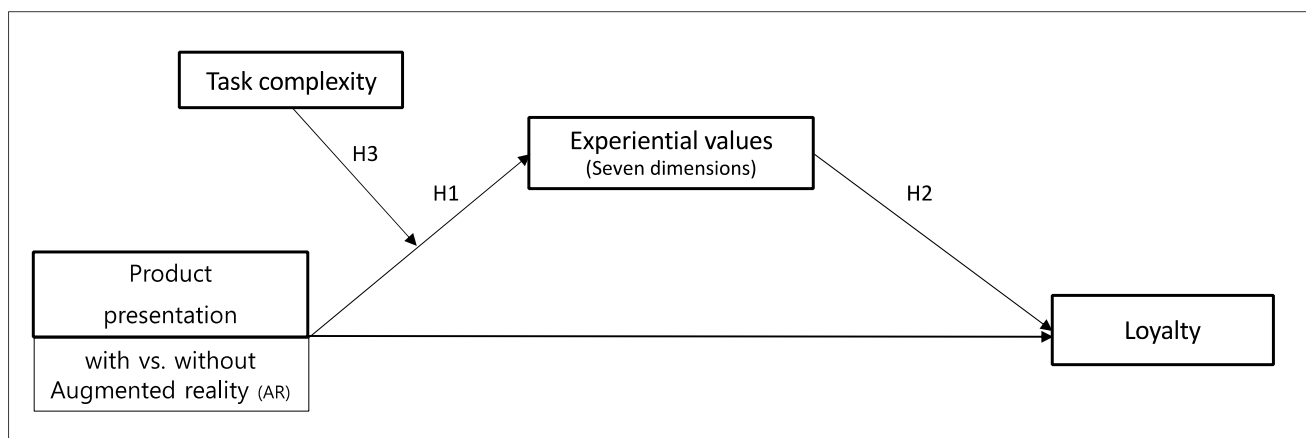 Task complexity
Experiential values
(Seven dimensions)
H3
H1
H2
Product
presentation
with vs. without
Augmented reality (AR)
Loyalty